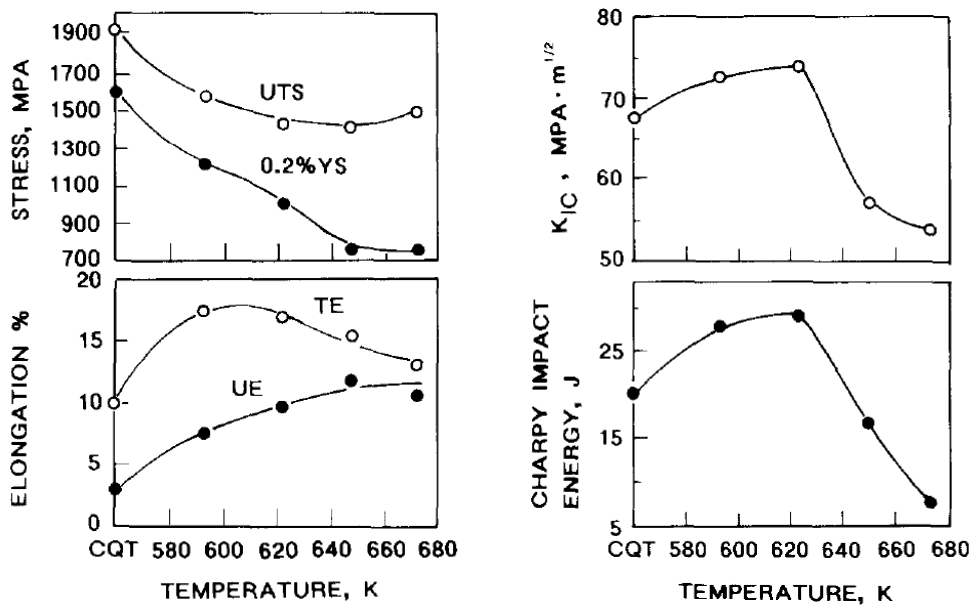 STRESS, MPA
1900
1700
1500
1300
1100
900
700
UTS
0.2%YS
ELONGATION %
20
15
10
5
0
TE
UE
CQT 580 600 620 640 660 680
TEMPERATURE, K
K_IC , MPA·m^1/2
80
70
60
50
CHARPY IMPACT
ENERGY, J
25
15
5
CQT 580 600 620 640 660 680
TEMPERATURE, K